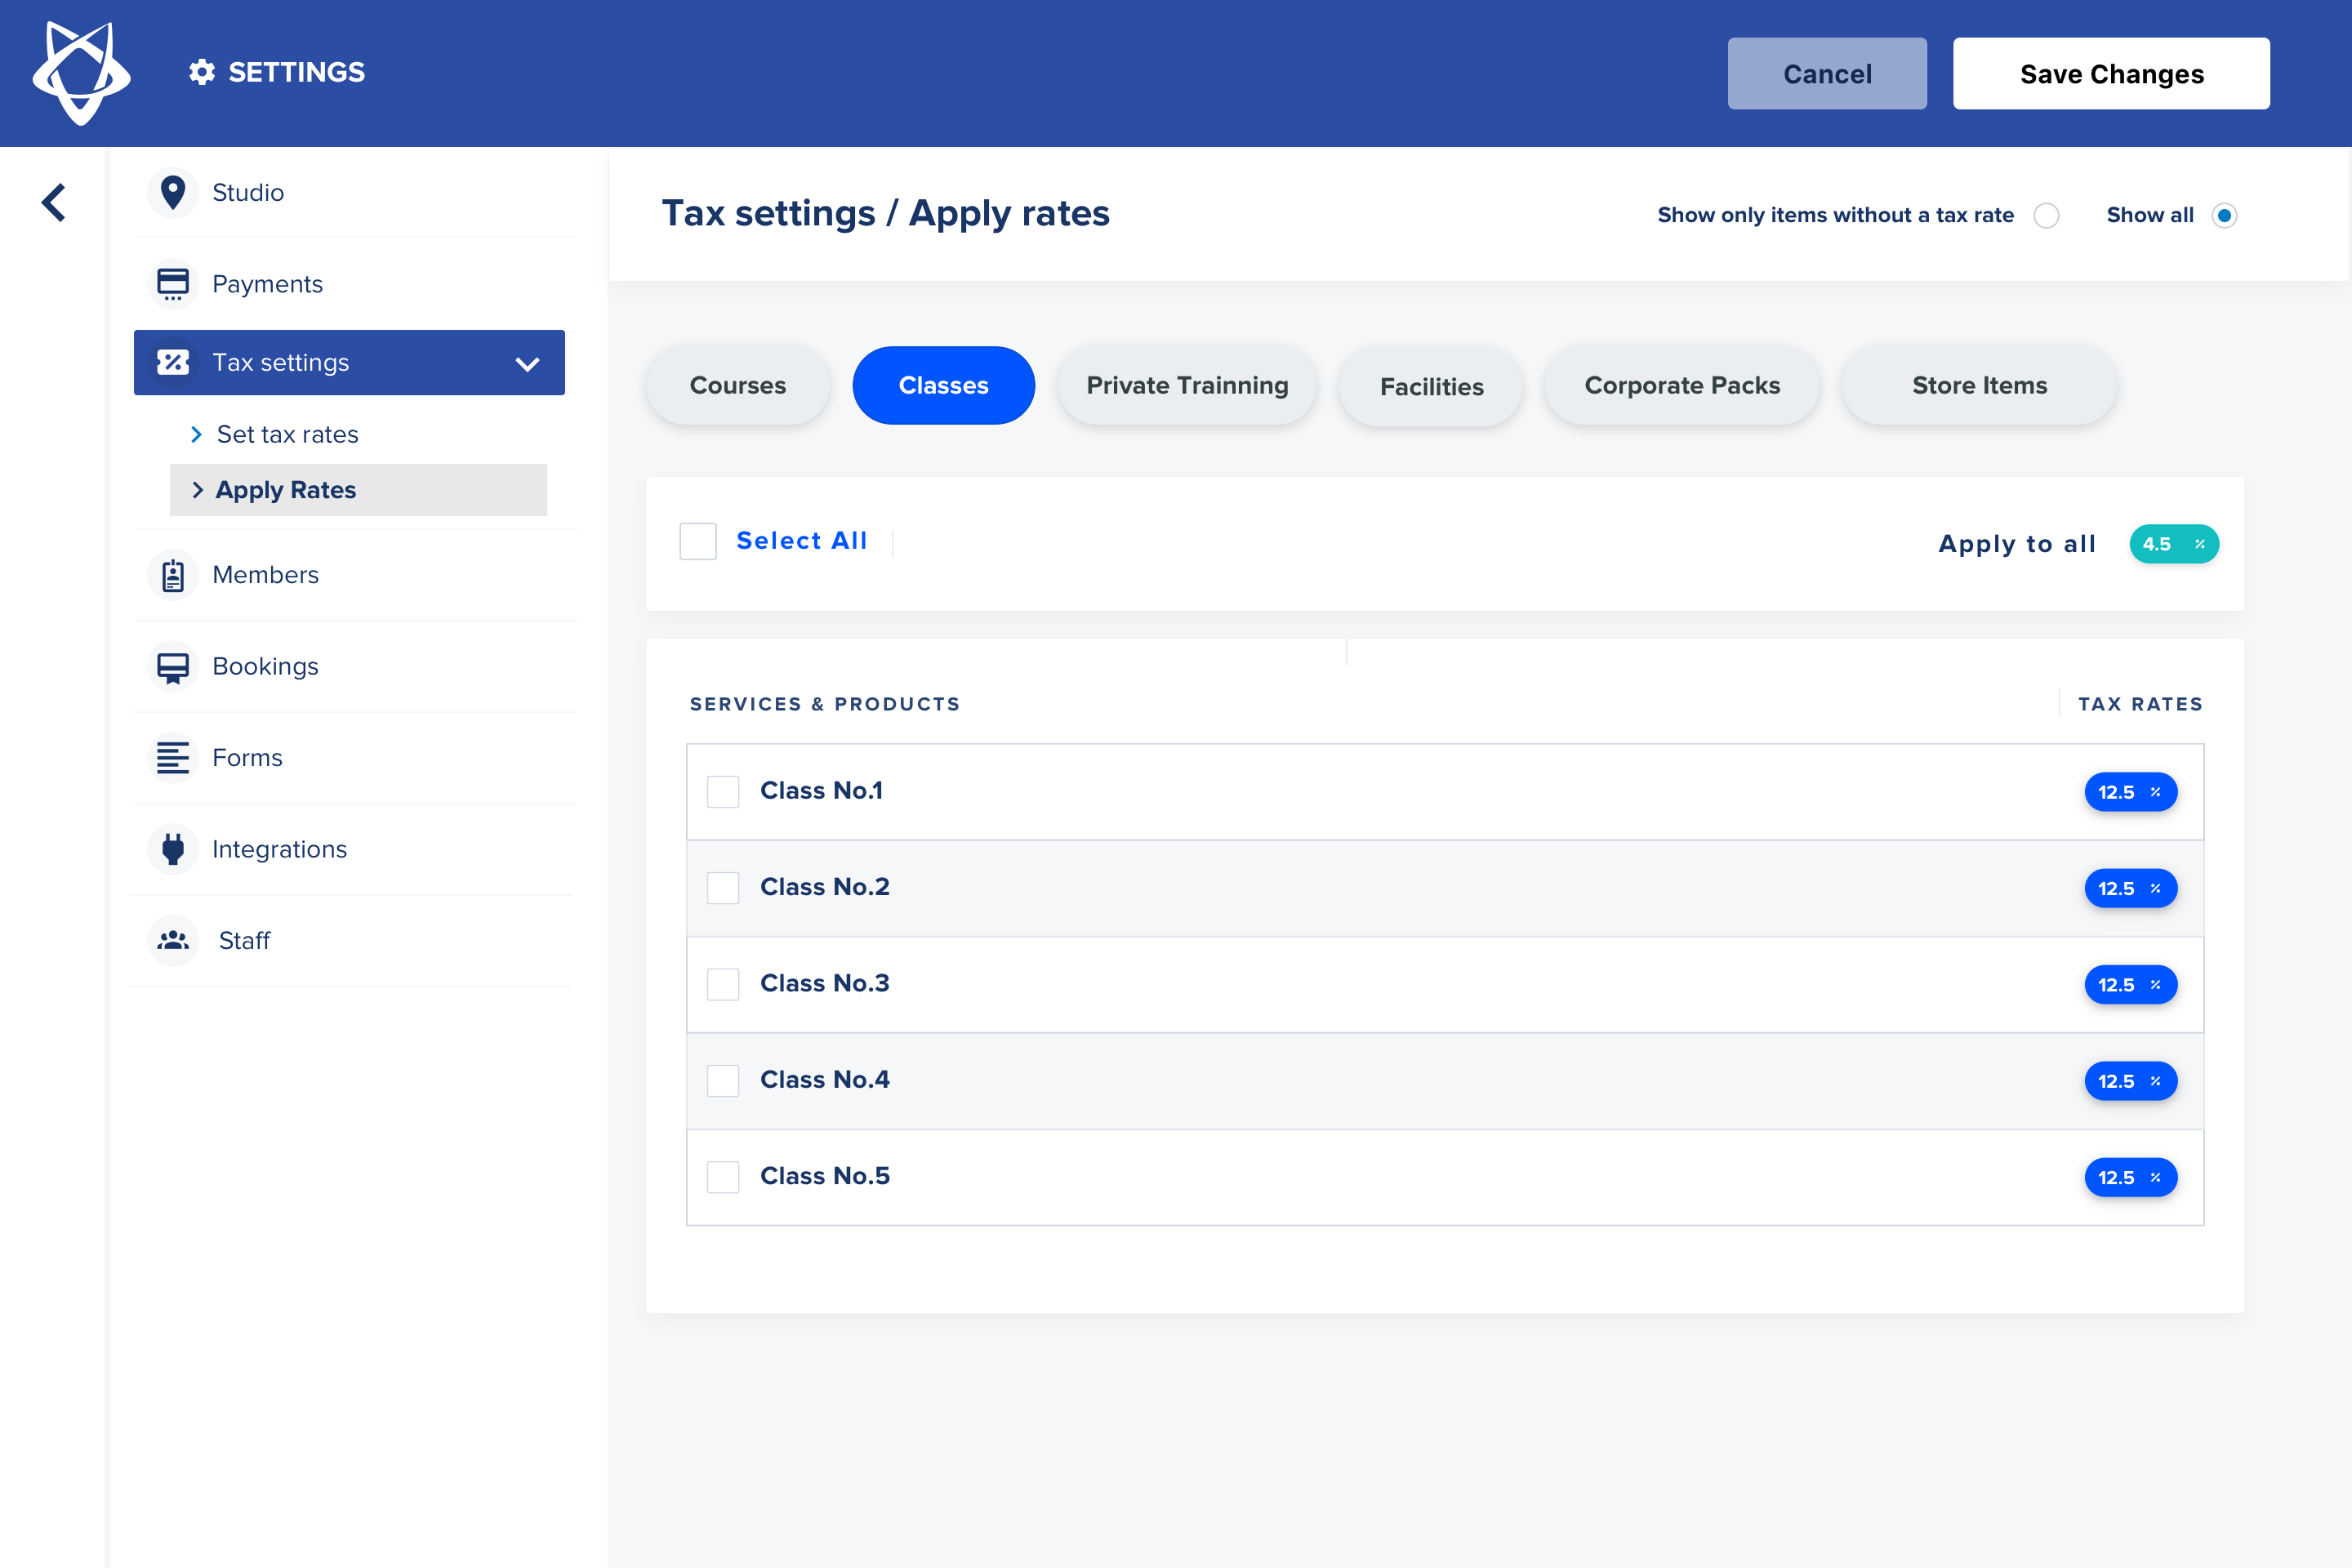 SETTINGS
Cancel
Save Changes
Studio
Payments
Tax settings
Set tax rates
Apply Rates
Members
Bookings
Forms
Integrations
Staff
Tax settings / Apply rates
Show only items without a tax rate
Show all
Courses
Classes
Private Trainning
Facilities
Corporate Packs
Store Items
Select All
Apply to all
4.5 %
SERVICES & PRODUCTS
TAX RATES
Class No.1
12.5 %
Class No.2
12.5 %
Class No.3
12.5 %
Class No.4
12.5 %
Class No.5
12.5 %